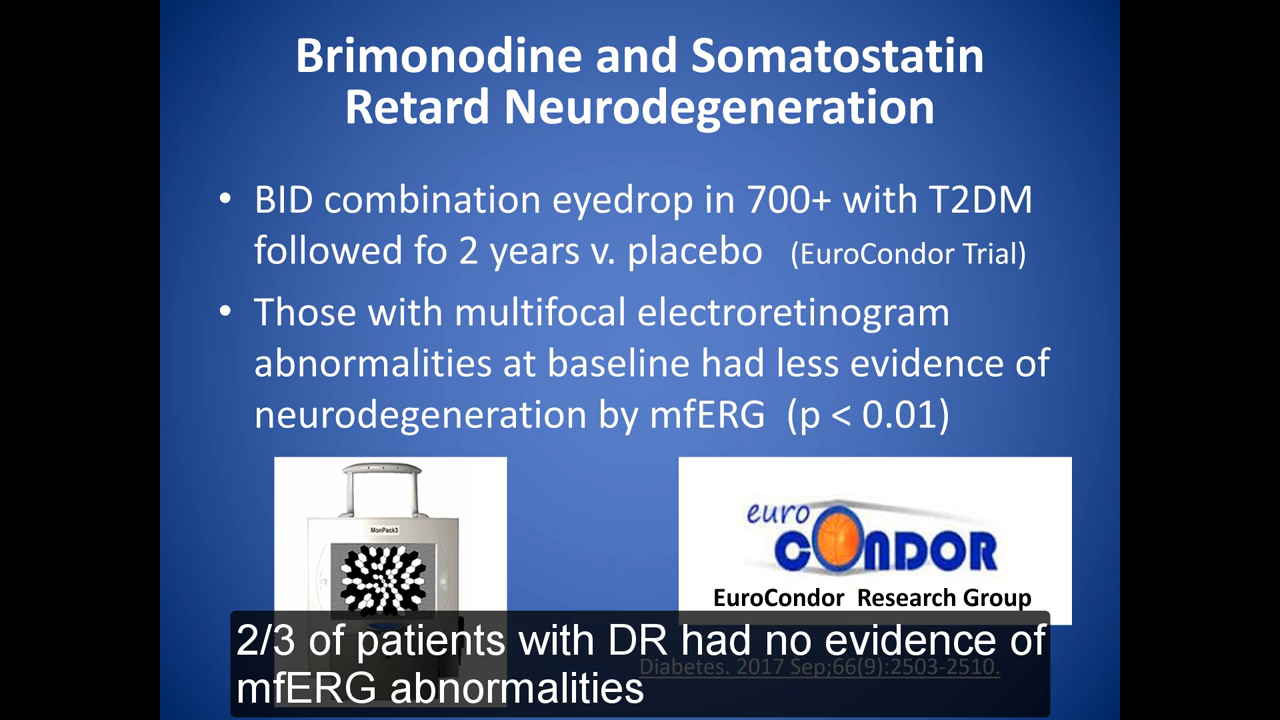 Brimonodine and Somatostatin
Retard Neurodegeneration
• BID combination eyedrop in 700+ with T2DM
followed fo 2 years v. placebo (EuroCondor Trial)
• Those with multifocal electroretinogram
abnormalities at baseline had less evidence of
neurodegeneration by mfERG (p < 0.01)
MonPack3
euro
CONDOR
EuroCondor Research Group
2/3 of patients with DR had no evidence of
Diabetes. 2017 Sep;66(9):2503-2510.
mfERG abnormalities